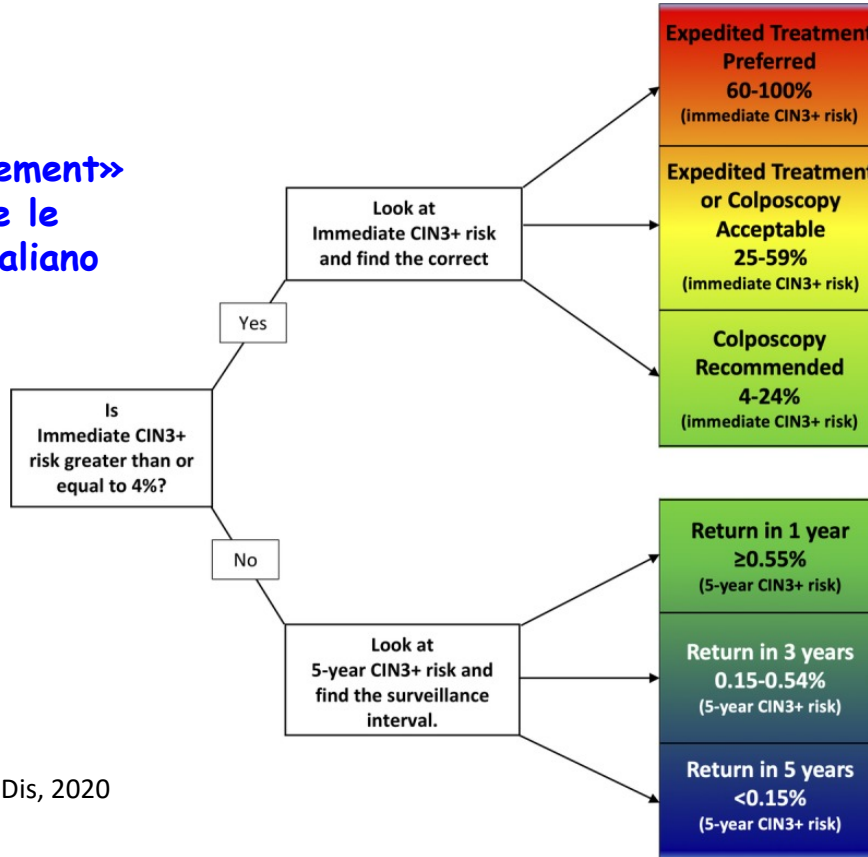 ement»
e le
aliano
Is
Immediate CIN3+
risk greater than or
equal to 4%?
Yes
No
Look at
Immediate CIN3+ risk
and find the correct
Look at
5-year CIN3+ risk and
find the surveillance
interval.
Expedited Treatment
Preferred
60-100%
(immediate CIN3+ risk)
Expedited Treatment
or Colposcopy
Acceptable
25-59%
(immediate CIN3+ risk)
Colposcopy
Recommended
4-24%
(immediate CIN3+ risk)
Return in 1 year
≥0.55%
(5-year CIN3+ risk)
Return in 3 years
0.15-0.54%
(5-year CIN3+ risk)
Return in 5 years
<0.15%
(5-year CIN3+ risk)
Dis, 2020